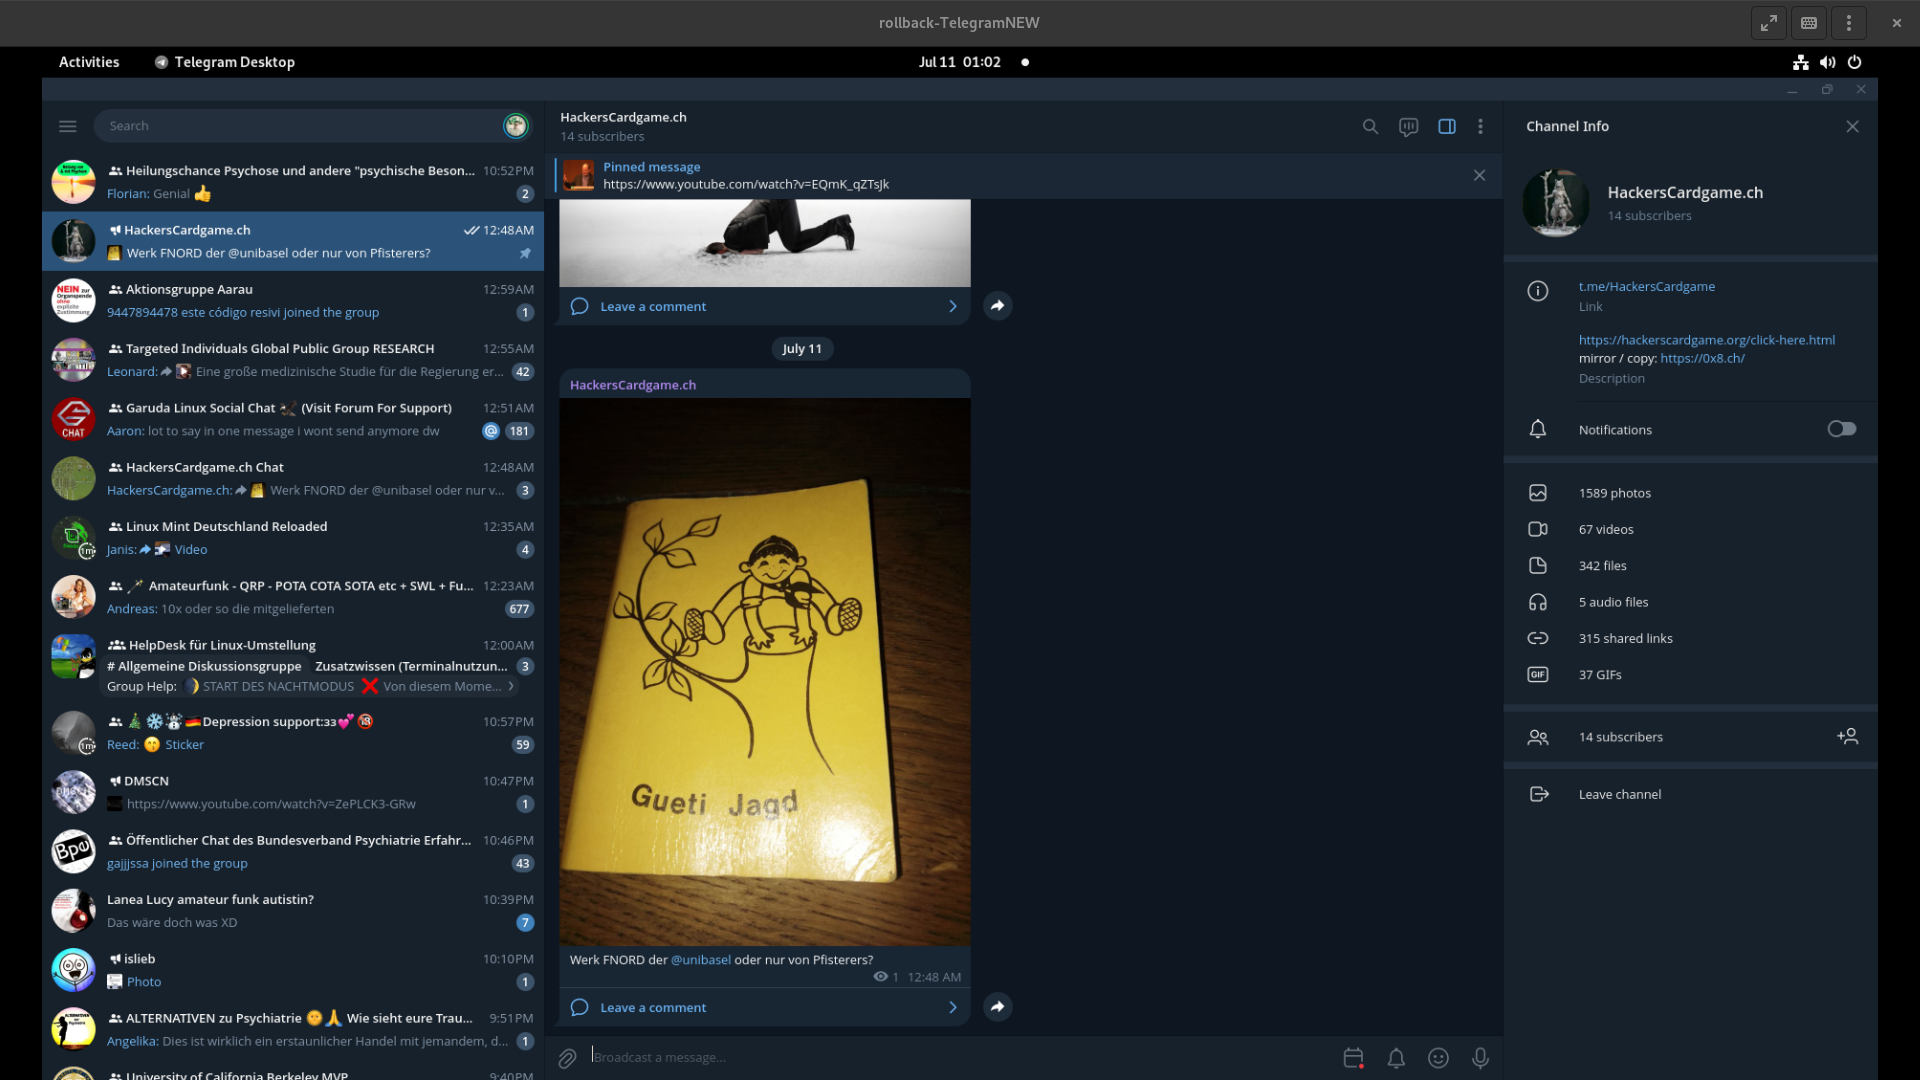 rollback-TelegramNEW
Activities
Telegram Desktop
Jul 11 01:02
Search
Heilungschance Psychose und andere "psychische Beson...
10:52PM
Florian: Genial 👍
2
HackersCardgame.ch
12:48AM
Werk FNORD der @unibasel oder nur von Pfisterers?
Aktionsgruppe Aarau
12:59AM
9447894478 este código resivi joined the group
1
Targeted Individuals Global Public Group RESEARCH
12:55AM
Leonard: Eine große medizinische Studie für die Regierung er...
42
Garuda Linux Social Chat (Visit Forum For Support)
12:51AM
Aaron: lot to say in one message i wont send anymore dw
@
181
CHAT
HackersCardgame.ch Chat
12:48AM
HackersCardgame.ch: Werk FNORD der @unibasel oder nur v...
3
Linux Mint Deutschland Reloaded
12:35AM
Janis: Video
4
1m
Amateurfunk - QRP - POTA COTA SOTA etc + SWL + Fu...
12:23AM
Andreas: 10x oder so die mitgelieferten
677
HelpDesk für Linux-Umstellung
12:00AM
# Allgemeine Diskussionsgruppe Zusatzwissen (Terminalnutzun...
3
Group Help: 🌒 START DES NACHTMODUS ❌ Von diesem Mome...
🎄❄️☃️🇩🇪Depression support:33💕🔞
10:57PM
Reed: Sticker
59
1m
DMSCN
10:47PM
https://www.youtube.com/watch?v=ZePLCK3-GRw
1
Öffentlicher Chat des Bundesverband Psychiatrie Erfahr...
10:46PM
gajjjssa joined the group
43
Bpe
Lanea Lucy amateur funk autistin?
10:39PM
Das wäre doch was XD
7
islieb
10:10PM
Photo
1
ALTERNATIVEN zu Psychiatrie 🌞🙏 Wie sieht eure Trau...
9:51PM
Angelika: Dies ist wirklich ein erstaunlicher Handel mit jemandem, d...
1
University of California Berkeley MVP
9:40PM
HackersCardgame.ch
14 subscribers
Pinned message
https://www.youtube.com/watch?v=EQmK_qZTsJk
Leave a comment
July 11
HackersCardgame.ch
Gueti Jagd
Werk FNORD der @unibasel oder nur von Pfisterers?
1 12:48 AM
Leave a comment
Broadcast a message...
Channel Info
HackersCardgame.ch
14 subscribers
t.me/HackersCardgame
Link
https://hackerscardgame.org/click-here.html
mirror / copy: https://0x8.ch/
Description
Notifications
1589 photos
67 videos
342 files
5 audio files
315 shared links
GIF
37 GIFs
14 subscribers
Leave channel